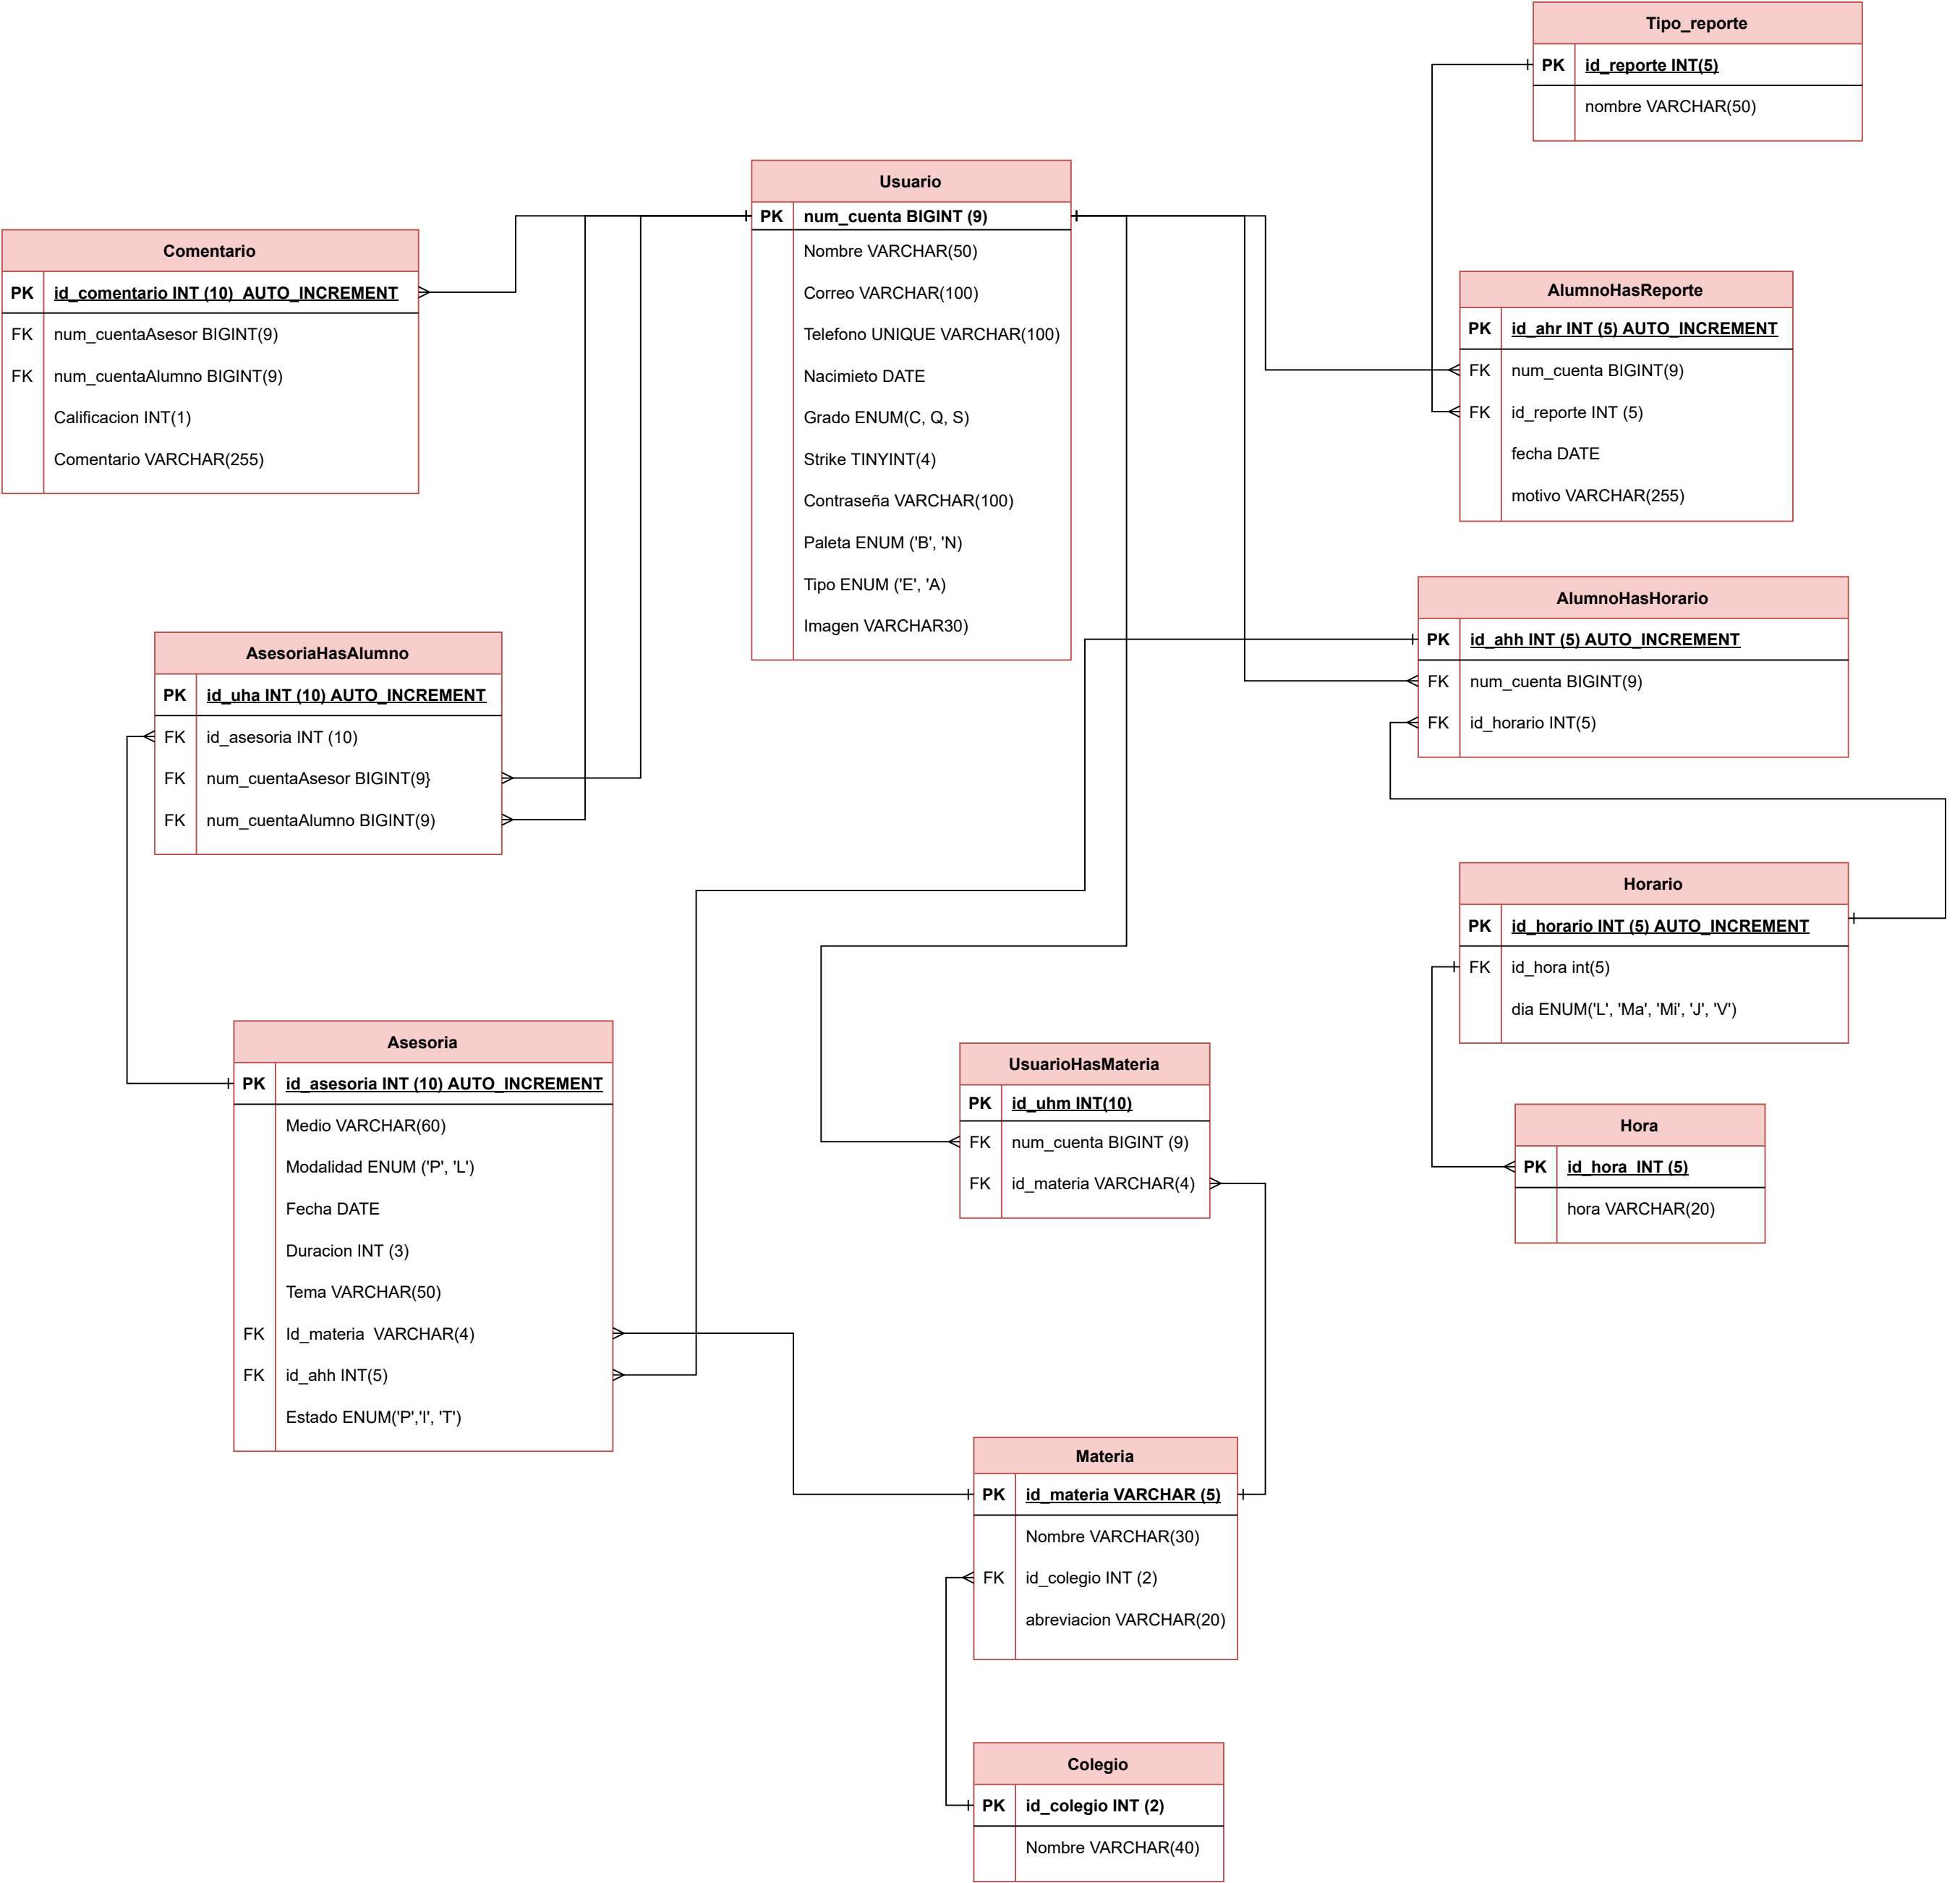 Tipo_reporte
PK id_reporte INT(5)
nombre VARCHAR(50)
Usuario
PK num_cuenta BIGINT (9)
Nombre VARCHAR(50)
Correo VARCHAR(100)
Telefono UNIQUE VARCHAR(100)
Nacimieto DATE
Grado ENUM(C, Q, S)
Strike TINYINT(4)
Contraseña VARCHAR(100)
Paleta ENUM ('B', 'N)
Tipo ENUM ('E', 'A)
Imagen VARCHAR30)
Comentario
PK id_comentario INT (10) AUTO_INCREMENT
FK num_cuentaAsesor BIGINT(9)
FK num_cuentaAlumno BIGINT(9)
Calificacion INT(1)
Comentario VARCHAR(255)
AlumnoHasReporte
PK id_ahr INT (5) AUTO_INCREMENT
FK num_cuenta BIGINT(9)
FK id_reporte INT (5)
fecha DATE
motivo VARCHAR(255)
AlumnoHasHorario
PK id_ahh INT (5) AUTO_INCREMENT
FK num_cuenta BIGINT(9)
FK id_horario INT(5)
AsesoriaHasAlumno
PK id_uha INT (10) AUTO_INCREMENT
FK id_asesoria INT (10)
FK num_cuentaAsesor BIGINT(9}
FK num_cuentaAlumno BIGINT(9)
Horario
PK id_horario INT (5) AUTO_INCREMENT
FK id_hora int(5)
dia ENUM('L', 'Ma', 'Mi', 'J', 'V')
Asesoria
PK id_asesoria INT (10) AUTO_INCREMENT
Medio VARCHAR(60)
Modalidad ENUM ('P', 'L')
Fecha DATE
Duracion INT (3)
Tema VARCHAR(50)
FK Id_materia VARCHAR(4)
FK id_ahh INT(5)
Estado ENUM('P','I', 'T')
UsuarioHasMateria
PK id_uhm INT(10)
FK num_cuenta BIGINT (9)
FK id_materia VARCHAR(4)
Hora
PK id_hora INT (5)
hora VARCHAR(20)
Materia
PK id_materia VARCHAR (5)
Nombre VARCHAR(30)
FK id_colegio INT (2)
abreviacion VARCHAR(20)
Colegio
PK id_colegio INT (2)
Nombre VARCHAR(40)